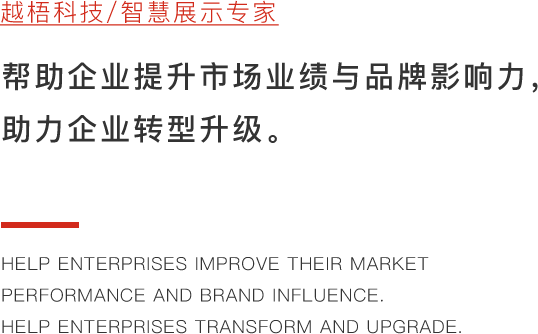 越梧科技/智慧展示专家
帮助企业提升市场业绩与品牌影响力，
助力企业转型升级。
HELP ENTERPRISES IMPROVE THEIR MARKET
PERFORMANCE AND BRAND INFLUENCE.
HELP ENTERPRISES TRANSFORM AND UPGRADE.